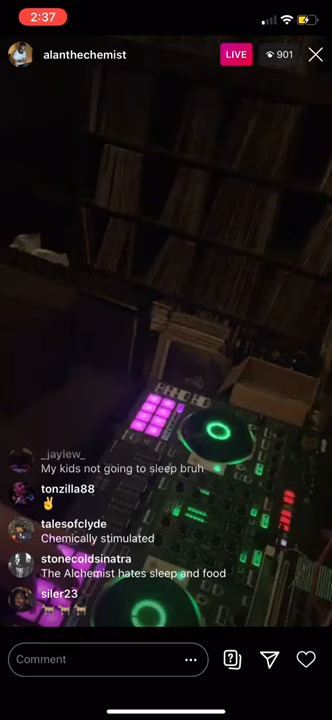 2:37
alanthechemist
LIVE
901
_jaylew_
My kids not going to sleep bruh
tonzilla88
✌️
talesofclyde
Chemically stimulated
stonecoldsinatra
The Alchemist hates sleep and food
siler23
🐐🐐🐐
Comment